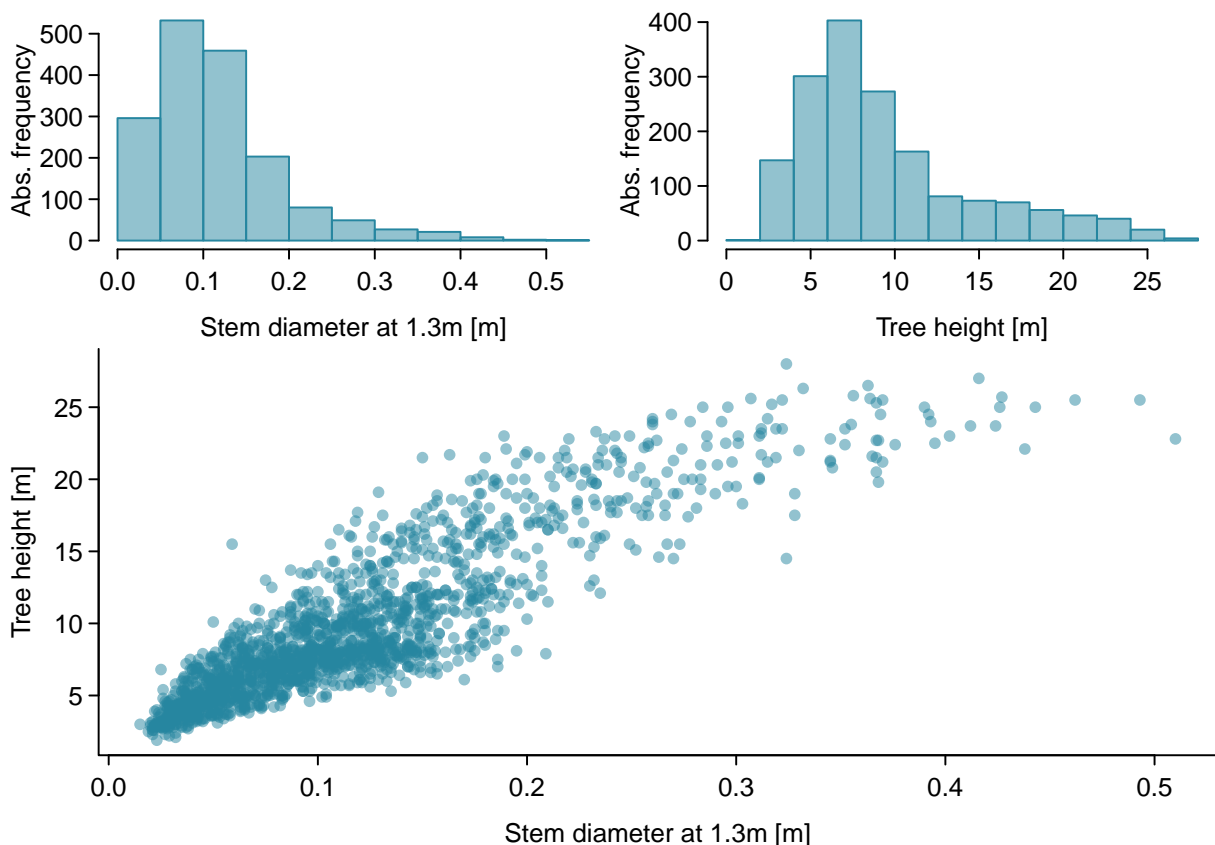 Abs. frequency
500
400
300
200
100
0
0.0 0.1 0.2 0.3 0.4 0.5
Stem diameter at 1.3m [m]
Abs. frequency
400
300
200
100
0
0 5 10 15 20 25
Tree height [m]
Tree height [m]
25
20
15
10
5
0.0 0.1 0.2 0.3 0.4 0.5
Stem diameter at 1.3m [m]